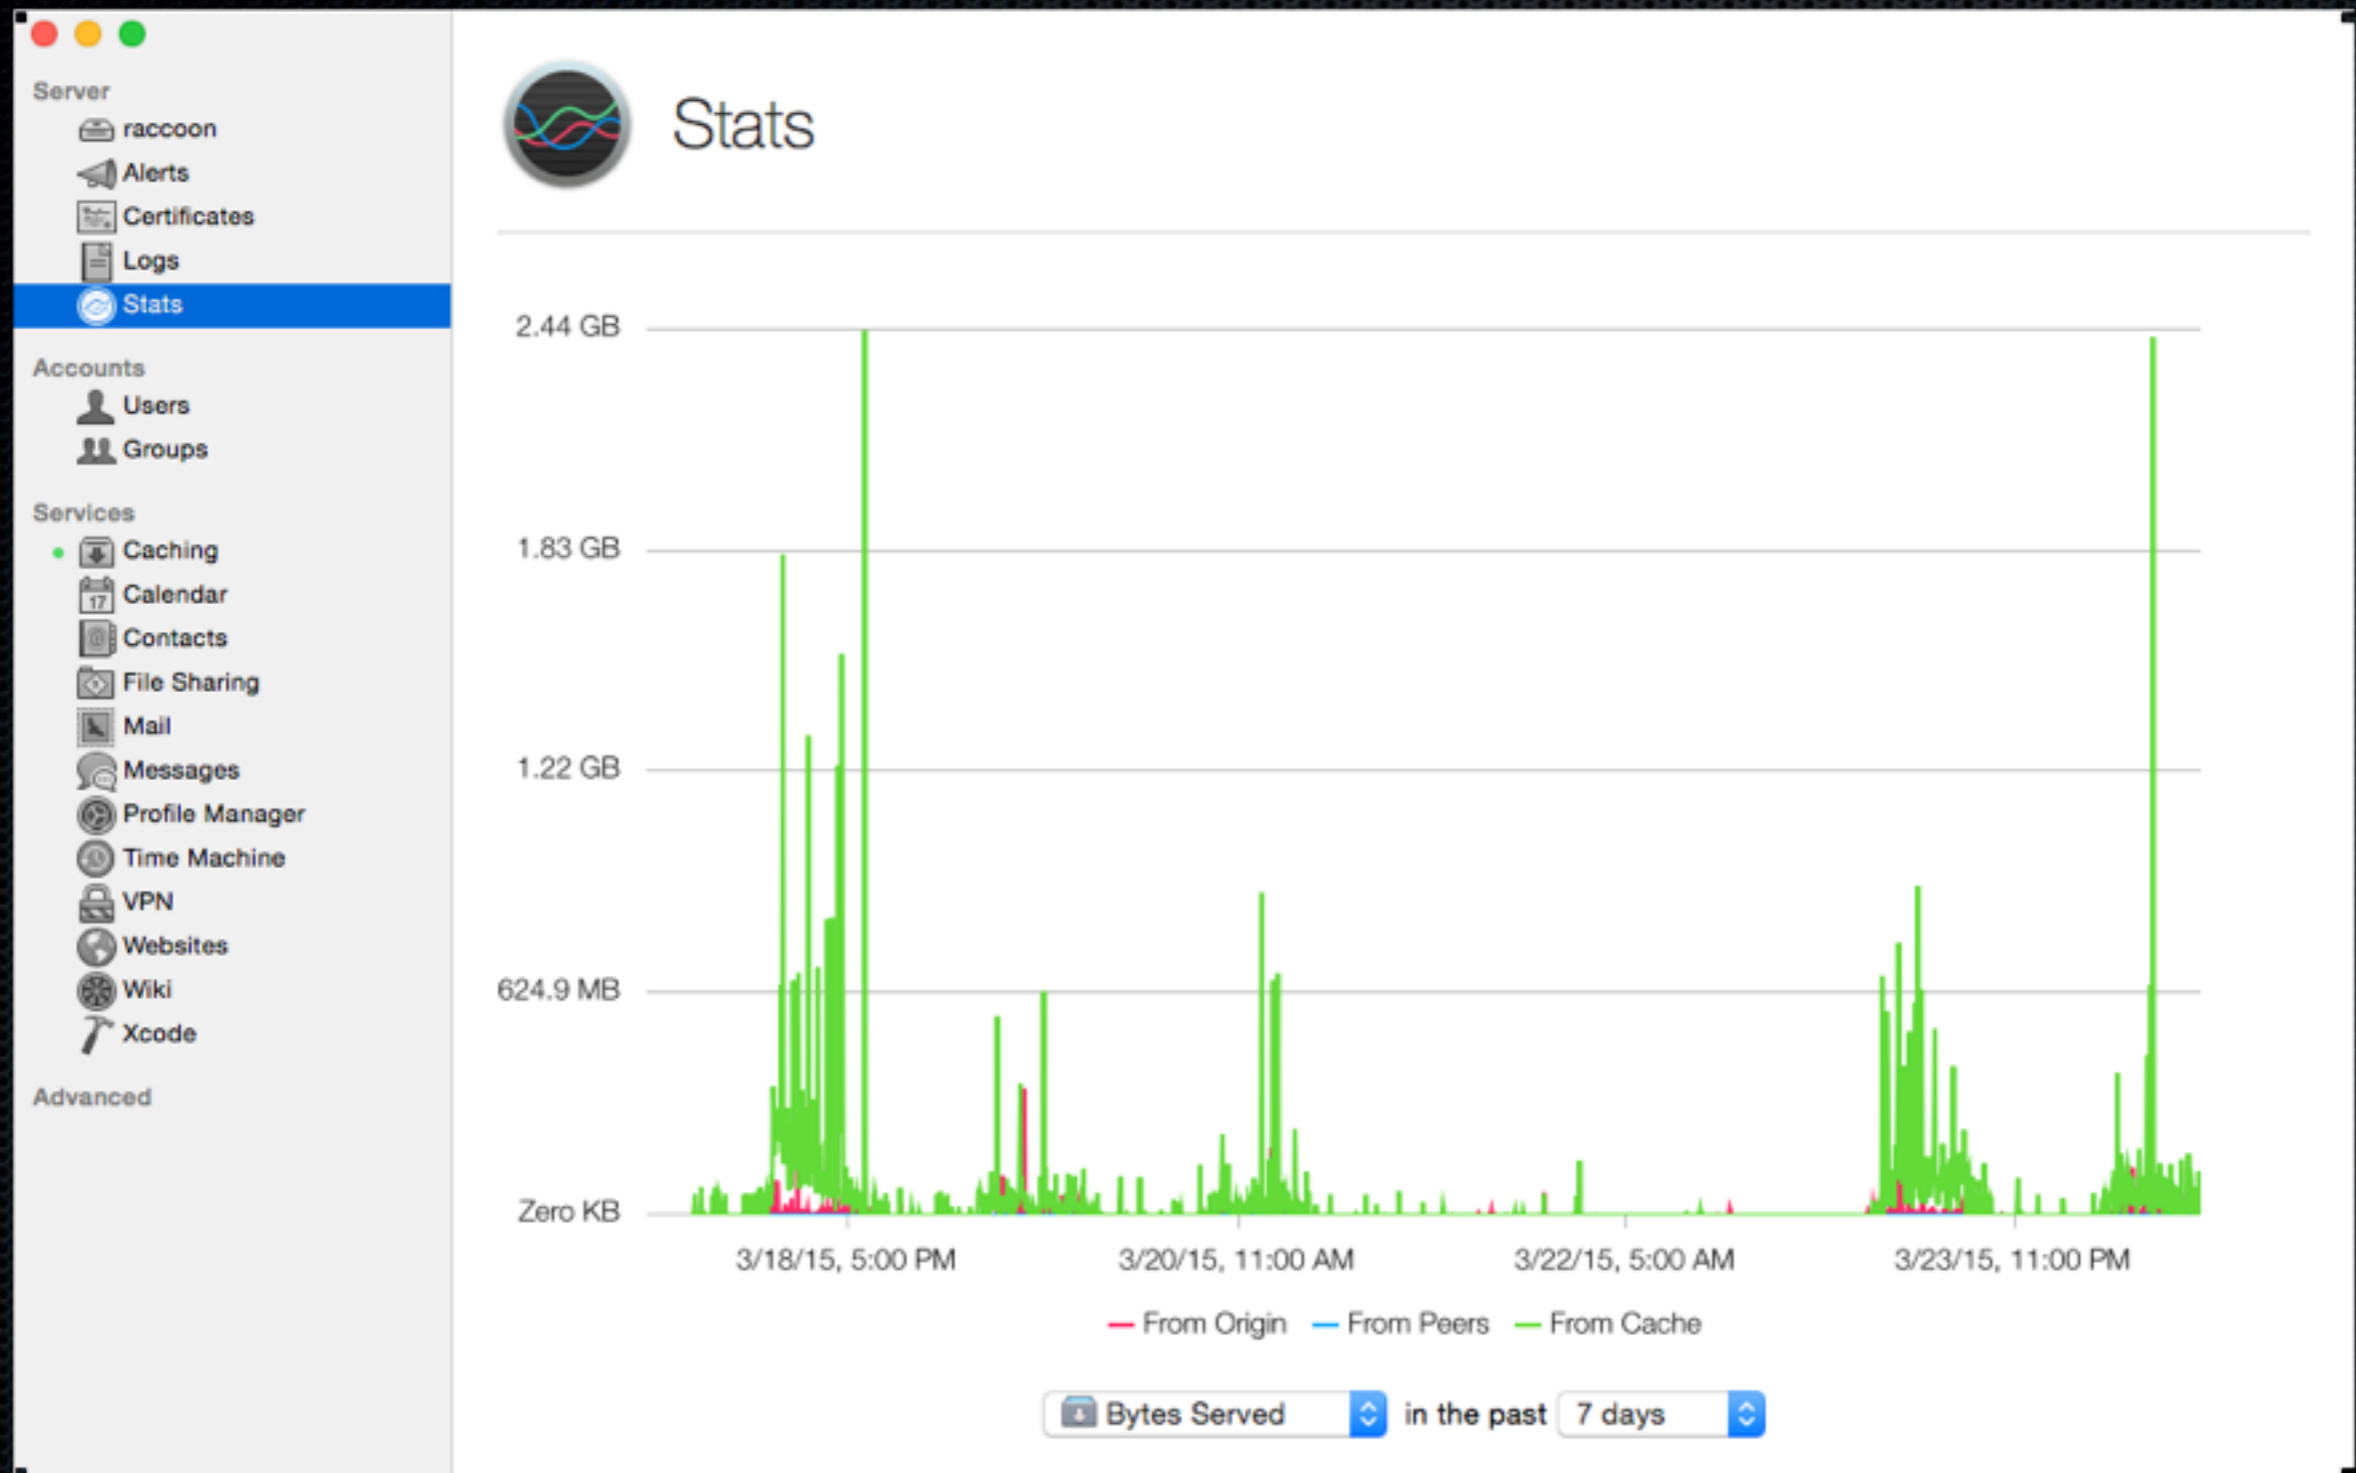 Server
raccoon
Alerts
Certificates
Logs
Stats
Accounts
Users
Groups
Services
Caching
Calendar
17
Contacts
File Sharing
Mail
Messages
Profile Manager
Time Machine
VPN
Websites
Wiki
Xcode
Advanced
Stats
2.44 GB
1.83 GB
1.22 GB
624.9 MB
Zero KB
3/18/15, 5:00 PM 3/20/15, 11:00 AM 3/22/15, 5:00 AM 3/23/15, 11:00 PM
From Origin From Peers From Cache
Bytes Served in the past 7 days